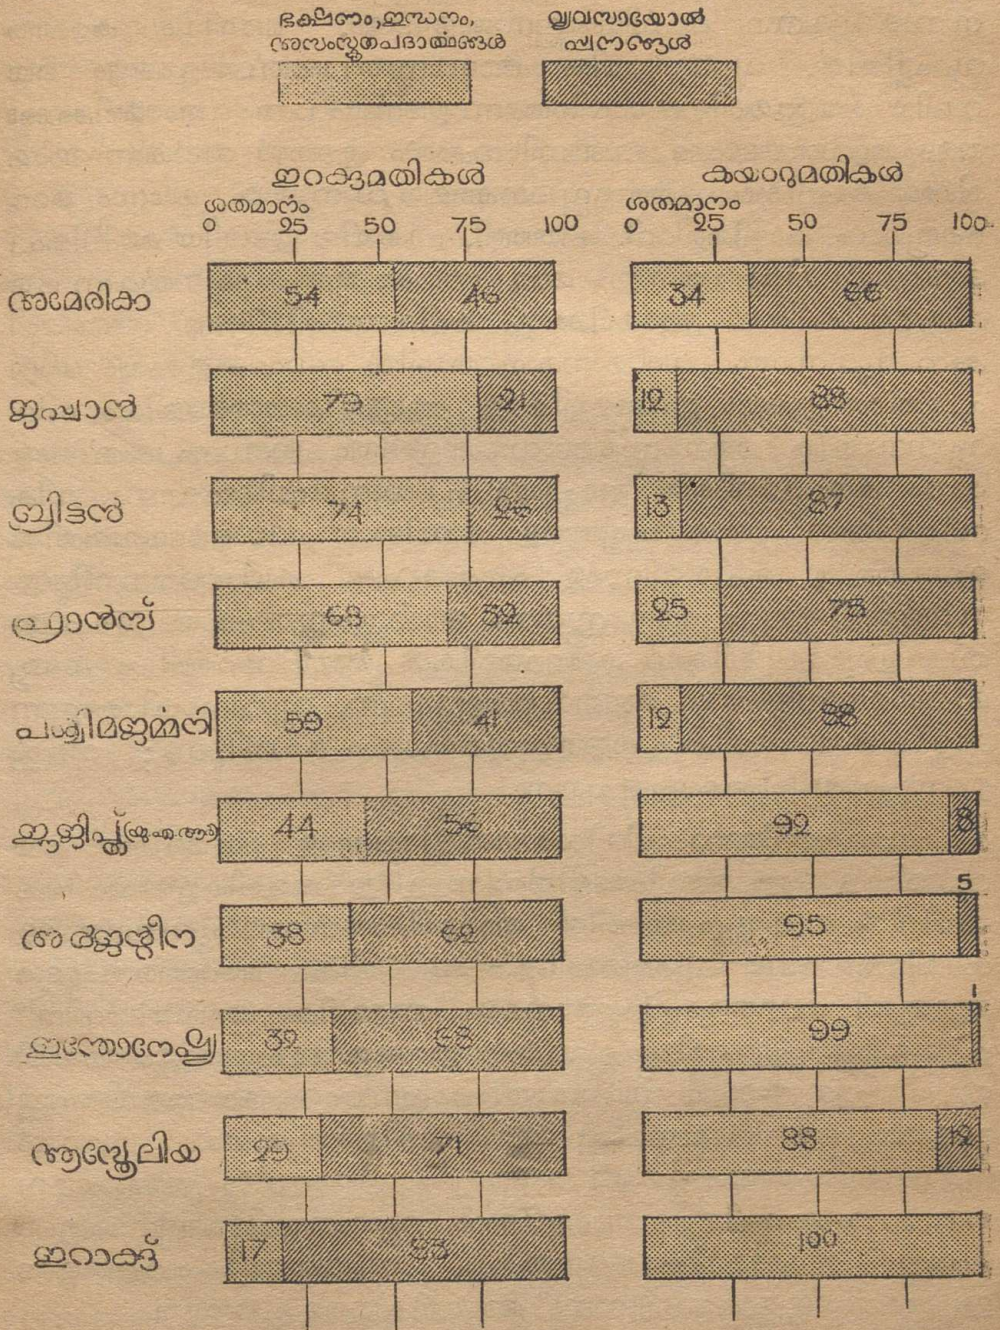 ഭക്ഷണം,ഇന്ധനം,
അസംസ്കൃതപദാർത്ഥങ്ങൾ
വ്യവസായോൽ
പ്പന്നങ്ങൾ
ഇറക്കുമതികൾ
ശതമാനം
0 25 50 75 100
കയറ്റുമതികൾ
ശതമാനം
0 25 50 75 100
അമേരിക്കാ 54 46 34 66
ജപ്പാൻ 79 21 12 88
ബ്രിട്ടൻ 74 26 13 87
ഫ്രാൻസ് 68 32 25 75
പശ്ചിമജർമ്മനി 59 41 12 88
ഈജിപ്ത് 44 56 92 8
അർജന്റീന 38 62 95 5
ഇന്തോനേഷ്യ 32 68 99 1
ആസ്ത്രേലിയ 29 71 88 12
ഇറാക്ക് 17 83 100